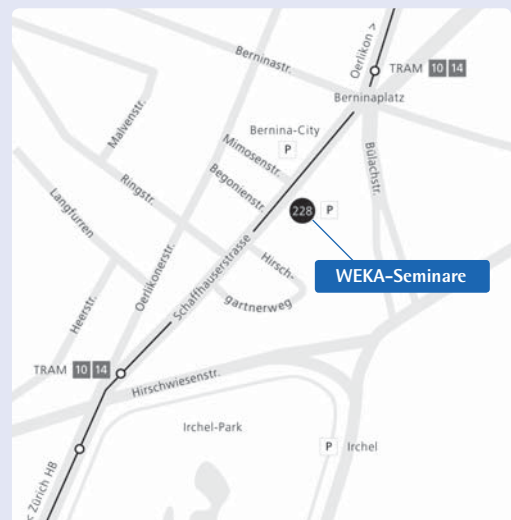 Oerlikon >
Berninastr.
TRAM 10 14
Berninaplatz
Malvenstr.
Bernina-City
P
Mimosenstr.
Bülachstr.
Begonienstr.
Ringstr.
Langfurren
228 P
Schaffhauserstrasse
Oerlikonerstr.
Hirsch-
gartnerweg
WEKA-Seminare
Heerstr.
TRAM 10 14
Hirschwiesenstr.
Irchel-Park
P Irchel
< Zürich HB